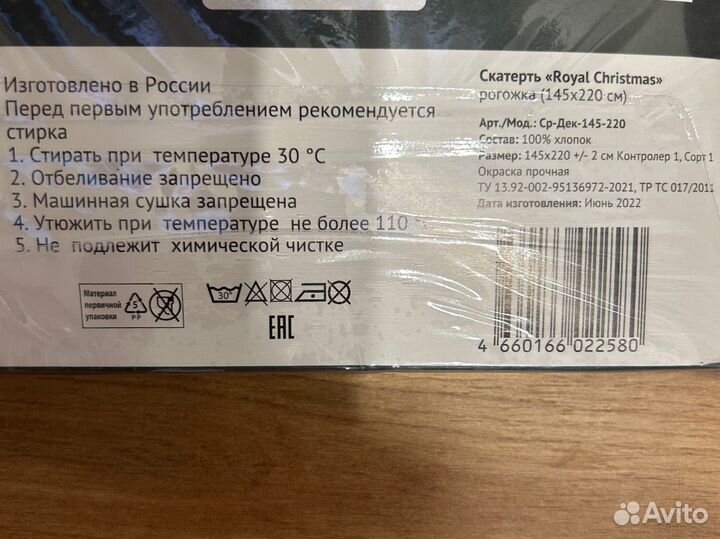 Изготовлено в России
Перед первым употреблением рекомендуется
стирка
1. Стирать при температуре 30 °C
2. Отбеливание запрещено
3. Машинная сушка запрещена
4. Утюжить при температуре не более 110
5. Не подлежит химической чистке
Материал
первичной
упаковки
5
PP
30°
EAC
Скатерть «Royal Christmas»
рогожка (145х220 см)
Арт./Мод.: Ср-Дек-145-220
Состав: 100% хлопок
Размер: 145х220 +/- 2 см Контролер 1, Сорт 1
Окраска прочная
ТУ 13.92-002-95136972-2021, ТР ТС 017/2011
Дата изготовления: Июнь 2022
4 660166 022580
Avito